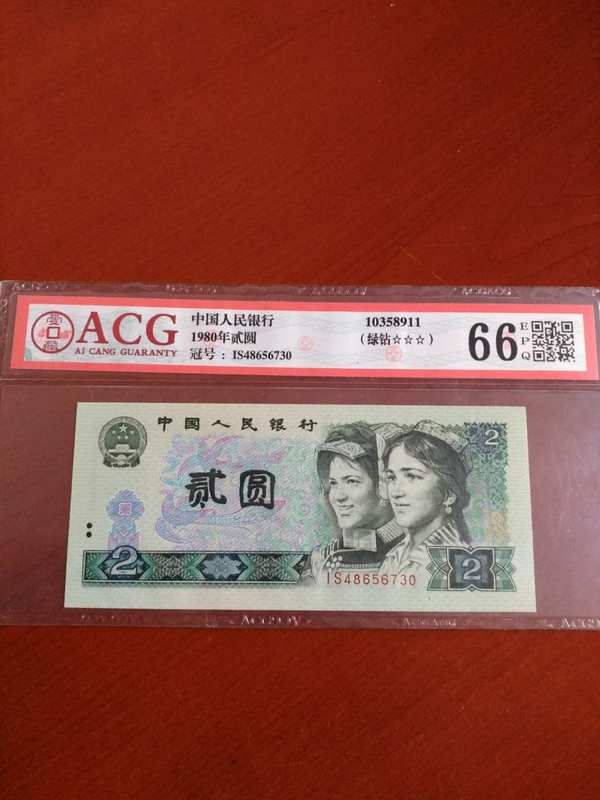 ACG
AI CANG GUARANTY
中国人民银行
1980年贰圆
冠号：IS48656730
10358911
（绿钻☆☆☆）
66
EPQ
中国人民银行
贰圆
2
2
2
IS48656730